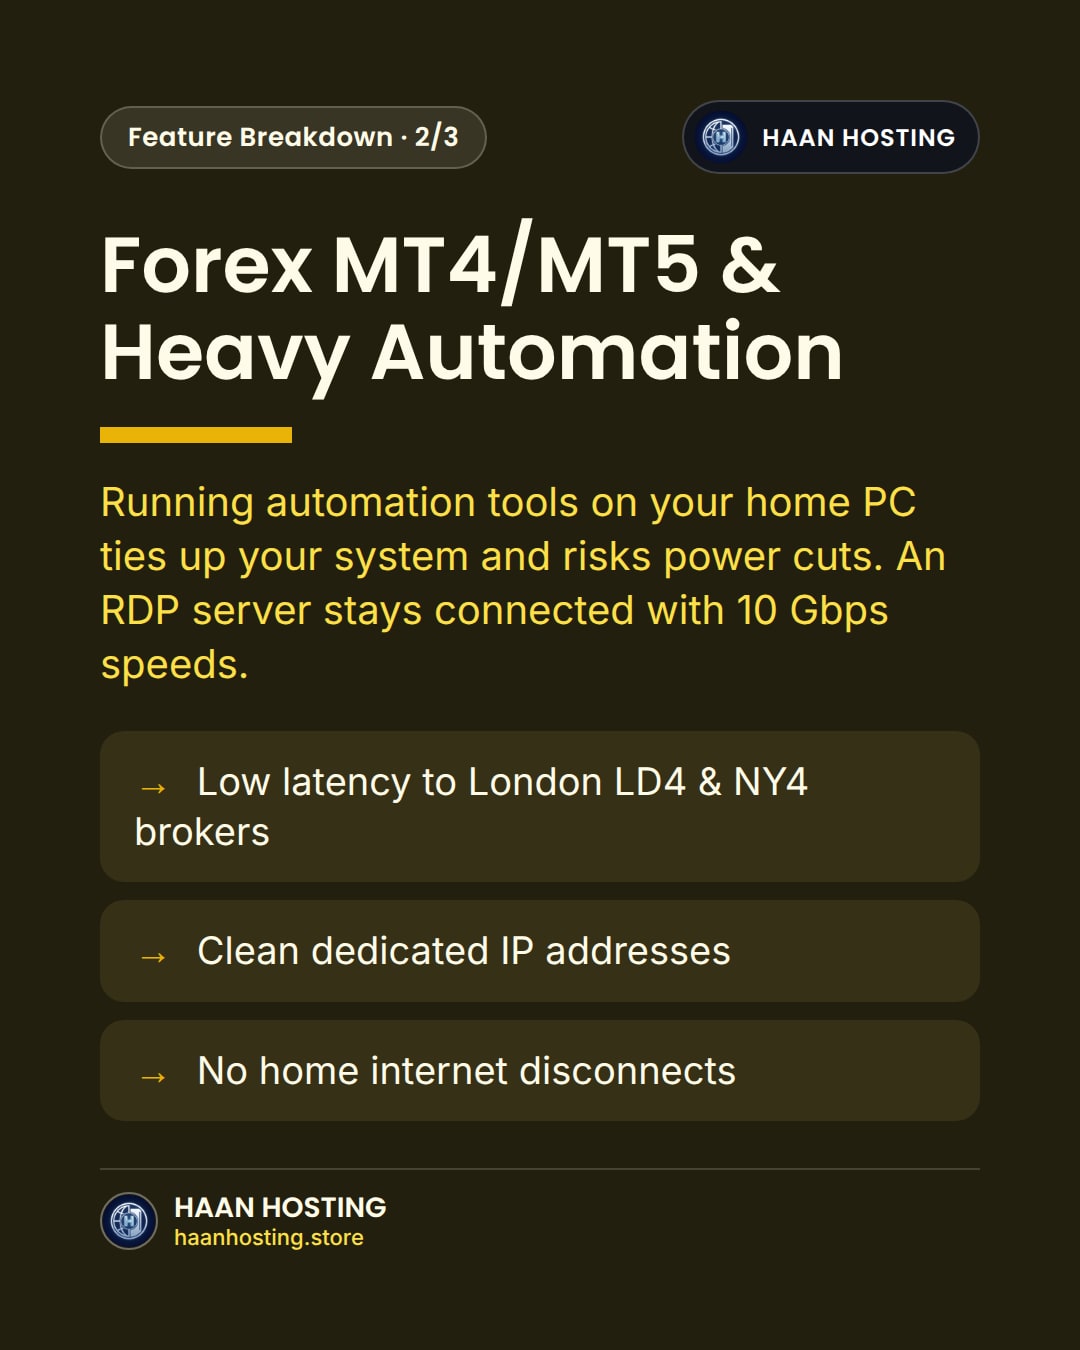 Feature Breakdown · 2/3
HAAN HOSTING
Forex MT4/MT5 &
Heavy Automation
Running automation tools on your home PC
ties up your system and risks power cuts. An
RDP server stays connected with 10 Gbps
speeds.
→ Low latency to London LD4 & NY4
brokers
→ Clean dedicated IP addresses
→ No home internet disconnects
HAAN HOSTING
haanhosting.store